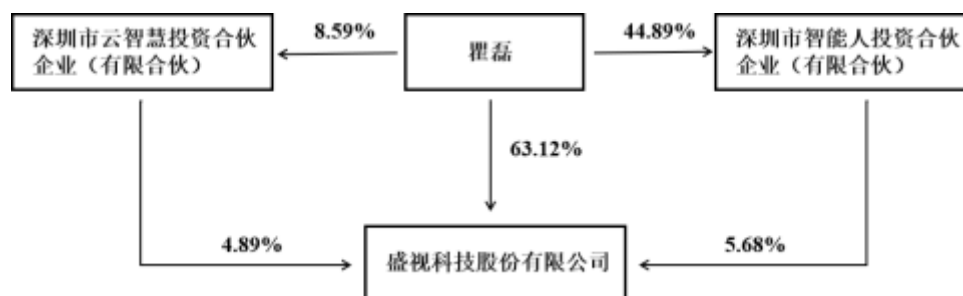 深圳市云智慧投资合伙
企业（有限合伙）
8.59%
瞿磊
44.89%
深圳市智能人投资合伙
企业（有限合伙）
63.12%
4.89%
盛视科技股份有限公司
5.68%